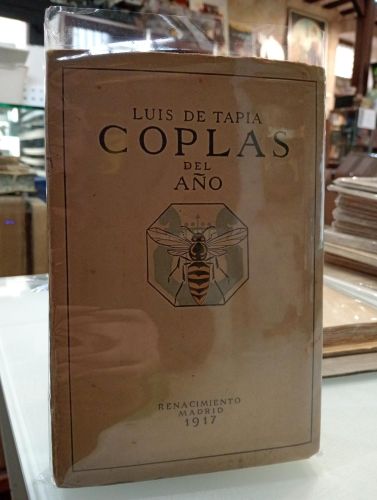 LUIS DE TAPIA
COPLAS
DEL
AÑO
RENACIMIENTO
MADRID
1917